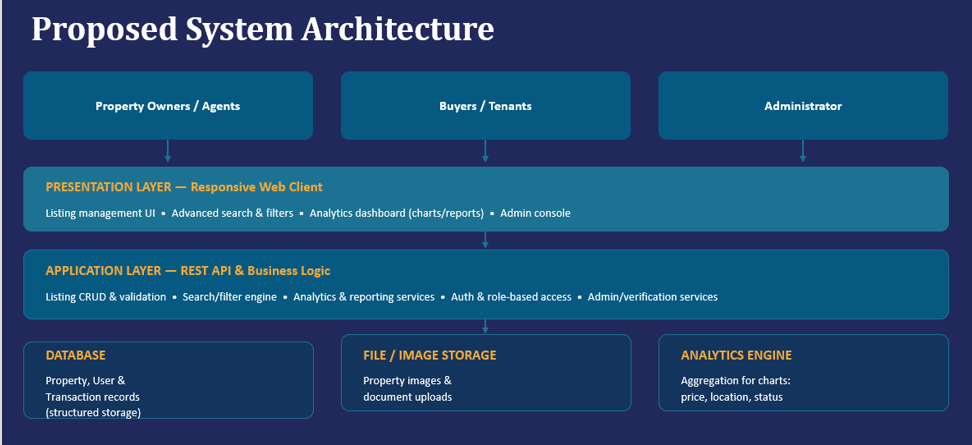 Proposed System Architecture
Property Owners / Agents
Buyers / Tenants
Administrator
PRESENTATION LAYER — Responsive Web Client
Listing management UI • Advanced search & filters • Analytics dashboard (charts/reports) • Admin console
APPLICATION LAYER — REST API & Business Logic
Listing CRUD & validation • Search/filter engine • Analytics & reporting services • Auth & role-based access • Admin/verification services
DATABASE
Property, User &
Transaction records
(structured storage)
FILE / IMAGE STORAGE
Property images &
document uploads
ANALYTICS ENGINE
Aggregation for charts:
price, location, status